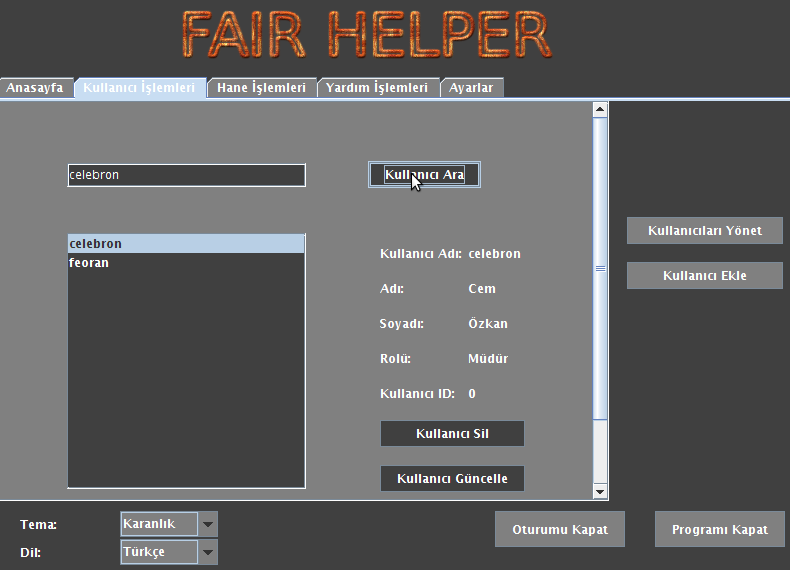 FAIR HELPER
Anasayfa Kullanıcı İşlemleri Hane İşlemleri Yardım İşlemleri Ayarlar
celebron Kullanıcı Ara
Kullanıcıları Yönet
celebron
feoran
Kullanıcı Adı: celebron
Kullanıcı Ekle
Adı: Cem
Soyadı: Özkan
Rolü: Müdür
Kullanıcı ID: 0
Kullanıcı Sil
Kullanıcı Güncelle
Tema: Karanlık
Dil: Türkçe
Oturumu Kapat Programı Kapat